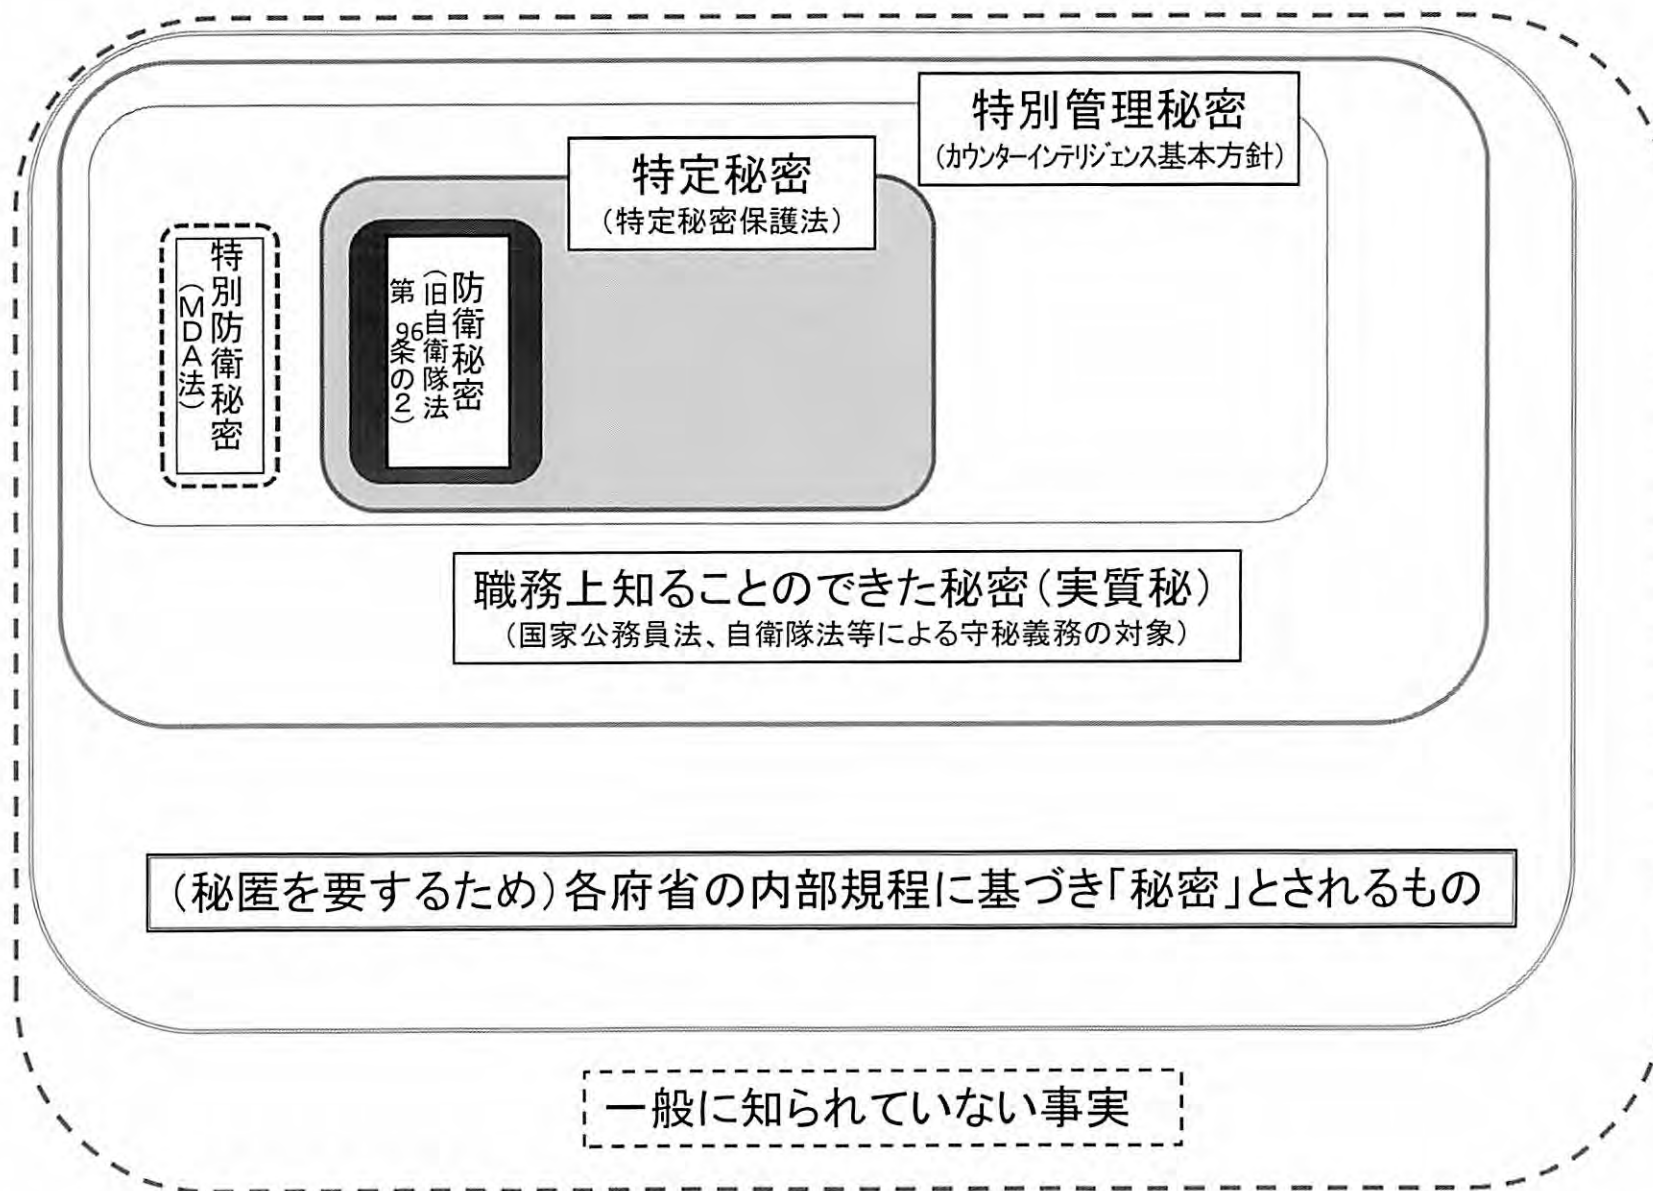 特別管理秘密
(カウンターインテリジェンス基本方針)
特定秘密
(特定秘密保護法)
特別防衛秘密
(MDA法)
防衛秘密
(旧自衛隊法
第96条の2)
職務上知ることのできた秘密(実質秘)
(国家公務員法、自衛隊法等による守秘義務の対象)
(秘匿を要するため)各府省の内部規程に基づき「秘密」とされるもの
一般に知られていない事実